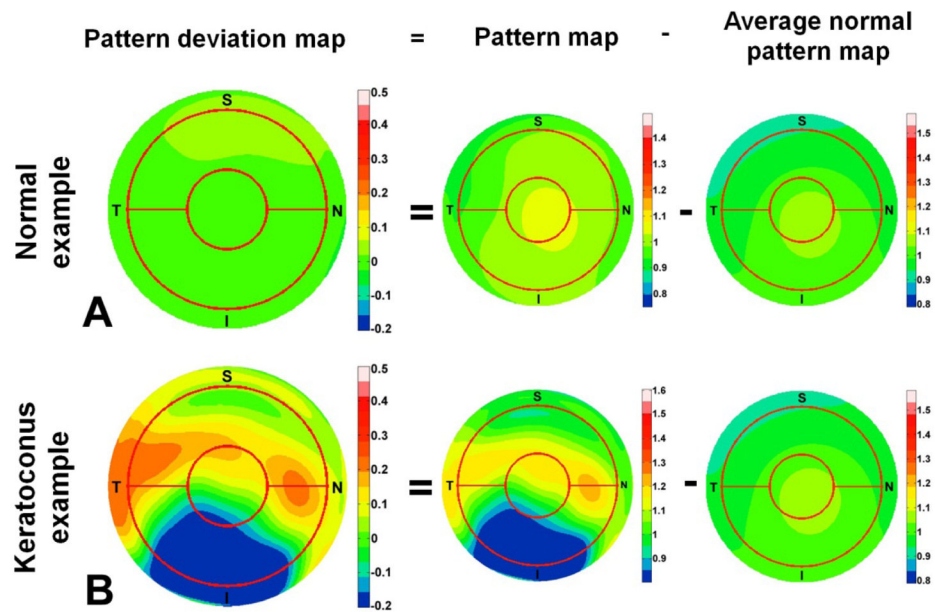 Pattern deviation map = Pattern map - Average normal
pattern map
Normal
example
A
0.5
0.4
0.3
0.2
0.1
0
-0.1
-0.2
S
T
N
I
=
1.4
1.3
1.2
1.1
1
0.9
0.8
S
T
N
I
-
1.5
1.4
1.3
1.2
1.1
1
0.9
0.8
S
T
N
I
Keratoconus
example
B
0.5
0.4
0.3
0.2
0.1
0
-0.1
-0.2
S
T
N
I
=
1.6
1.5
1.4
1.3
1.2
1.1
1
0.9
S
T
N
I
-
1.5
1.4
1.3
1.2
1.1
1
0.9
0.8
S
T
N
I